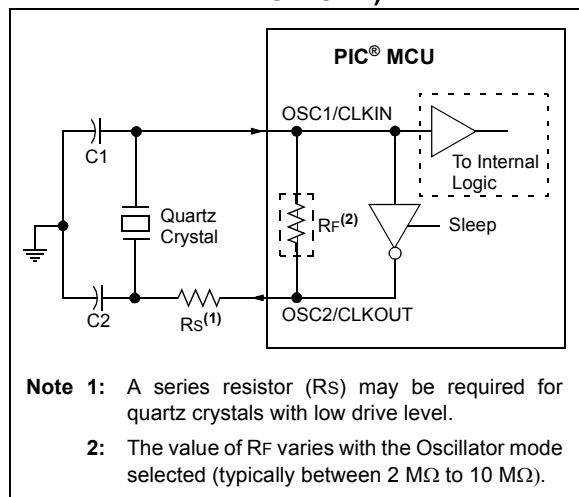 PIC® MCU
OSC1/CLKIN
C1
To Internal
Logic
Quartz
Crystal
RF(2)
Sleep
C2
RS(1)
OSC2/CLKOUT
Note 1: A series resistor (RS) may be required for
quartz crystals with low drive level.
2: The value of RF varies with the Oscillator mode
selected (typically between 2 MΩ to 10 MΩ).